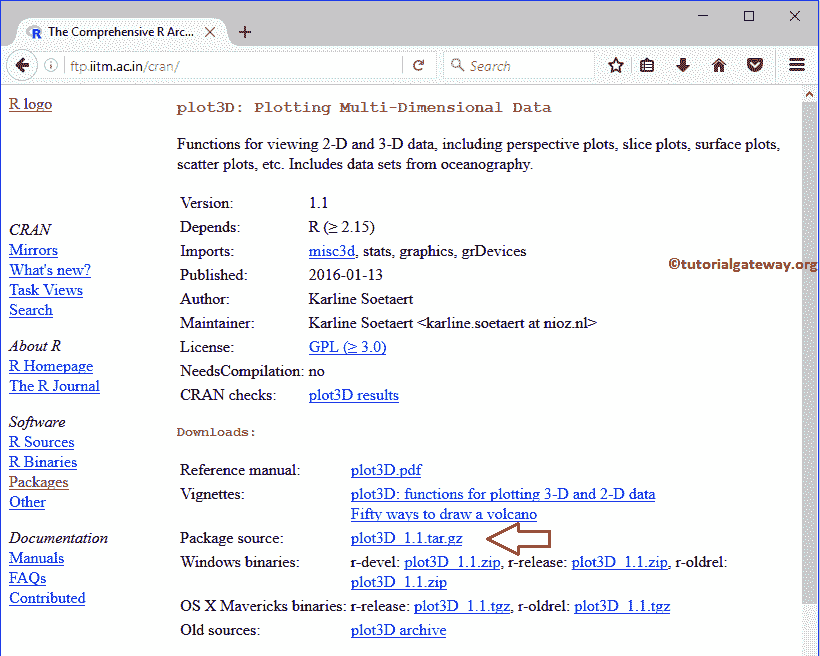 The Comprehensive R Arc...
ftp.iitm.ac.in/cran/
Search
R logo
CRAN
Mirrors
What's new?
Task Views
Search
About R
R Homepage
The R Journal
Software
R Sources
R Binaries
Packages
Other
Documentation
Manuals
FAQs
Contributed
plot3D: Plotting Multi-Dimensional Data
Functions for viewing 2-D and 3-D data, including perspective plots, slice plots, surface plots,
scatter plots, etc. Includes data sets from oceanography.
Version: 1.1
Depends: R (≥ 2.15)
Imports: misc3d, stats, graphics, grDevices
Published: 2016-01-13
Author: Karline Soetaert
Maintainer: Karline Soetaert <karline.soetaert at nioz.nl>
License: GPL (≥ 3.0)
NeedsCompilation: no
CRAN checks: plot3D results
©tutorialgateway.org
Downloads:
Reference manual: plot3D.pdf
Vignettes: plot3D: functions for plotting 3-D and 2-D data
Fifty ways to draw a volcano
Package source: plot3D_1.1.tar.gz
Windows binaries: r-devel: plot3D_1.1.zip, r-release: plot3D_1.1.zip, r-oldrel:
plot3D_1.1.zip
OS X Mavericks binaries: r-release: plot3D_1.1.tgz, r-oldrel: plot3D_1.1.tgz
Old sources: plot3D archive